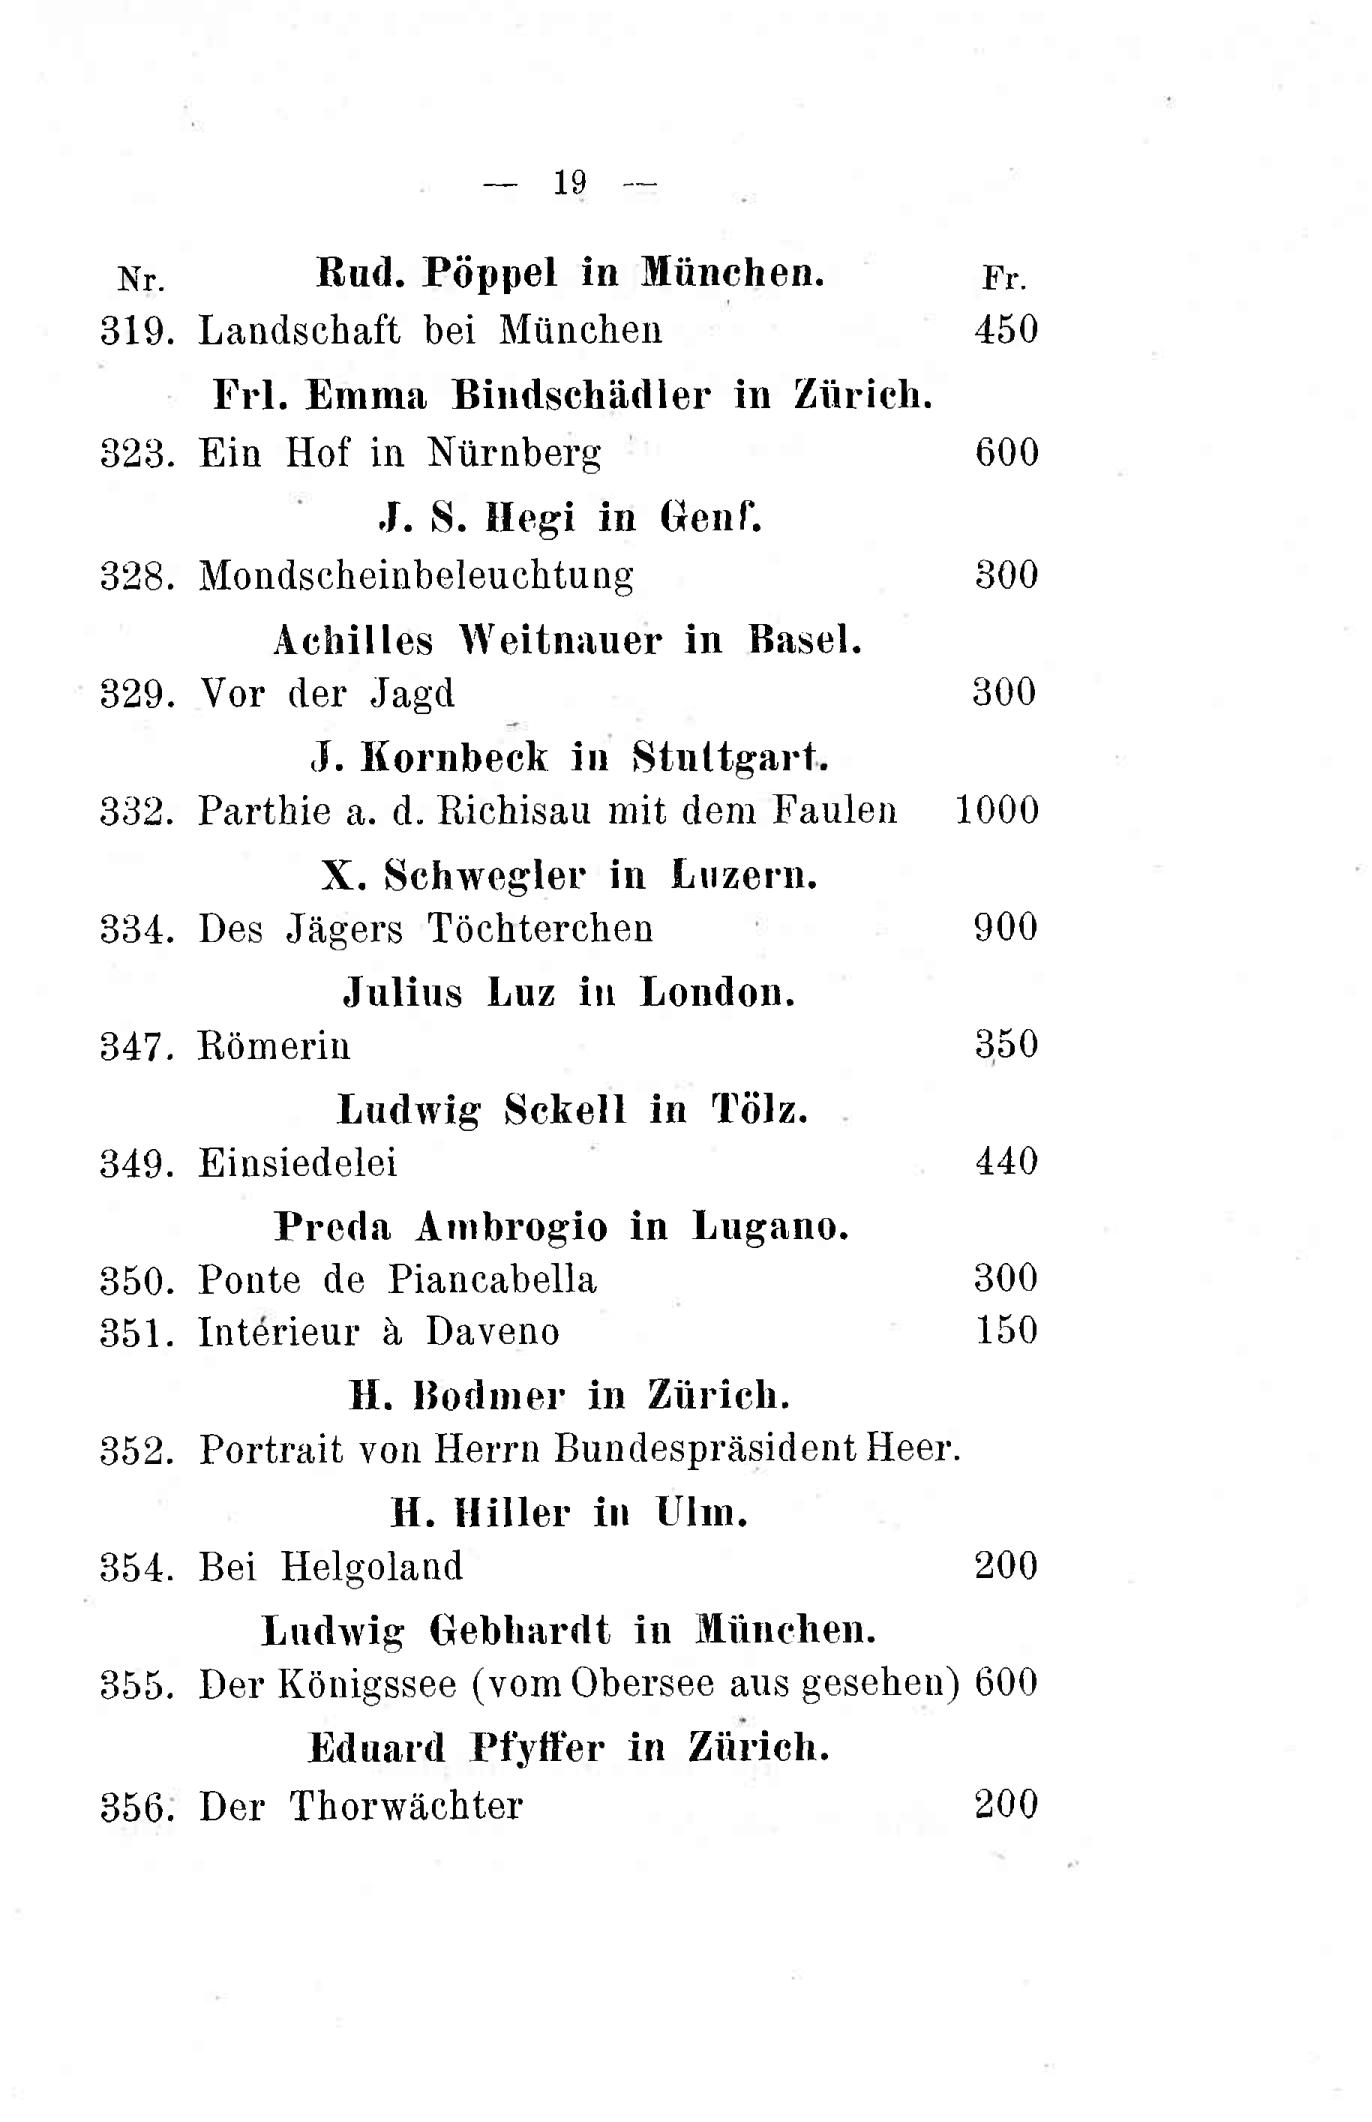 — 19 —
Nr. Rud. Pöppel in München. Fr.
319. Landschaft bei München 450
Frl. Emma Bindschädler in Zürich.
323. Ein Hof in Nürnberg 600
J. S. Hegi in Genf.
328. Mondscheinbeleuchtung 300
Achilles Weitnauer in Basel.
329. Vor der Jagd 300
J. Kornbeck in Stuttgart.
332. Parthie a. d. Richisau mit dem Faulen 1000
X. Schwegler in Luzern.
334. Des Jägers Töchterchen 900
Julius Luz in London.
347. Römerin 350
Ludwig Sckell in Tölz.
349. Einsiedelei 440
Preda Ambrogio in Lugano.
350. Ponte de Piancabella 300
351. Intérieur à Daveno 150
H. Bodmer in Zürich.
352. Portrait von Herrn Bundespräsident Heer.
H. Hiller in Ulm.
354. Bei Helgoland 200
Ludwig Gebhardt in München.
355. Der Königssee (vom Obersee aus gesehen) 600
Eduard Pfyffer in Zürich.
356. Der Thorwächter 200